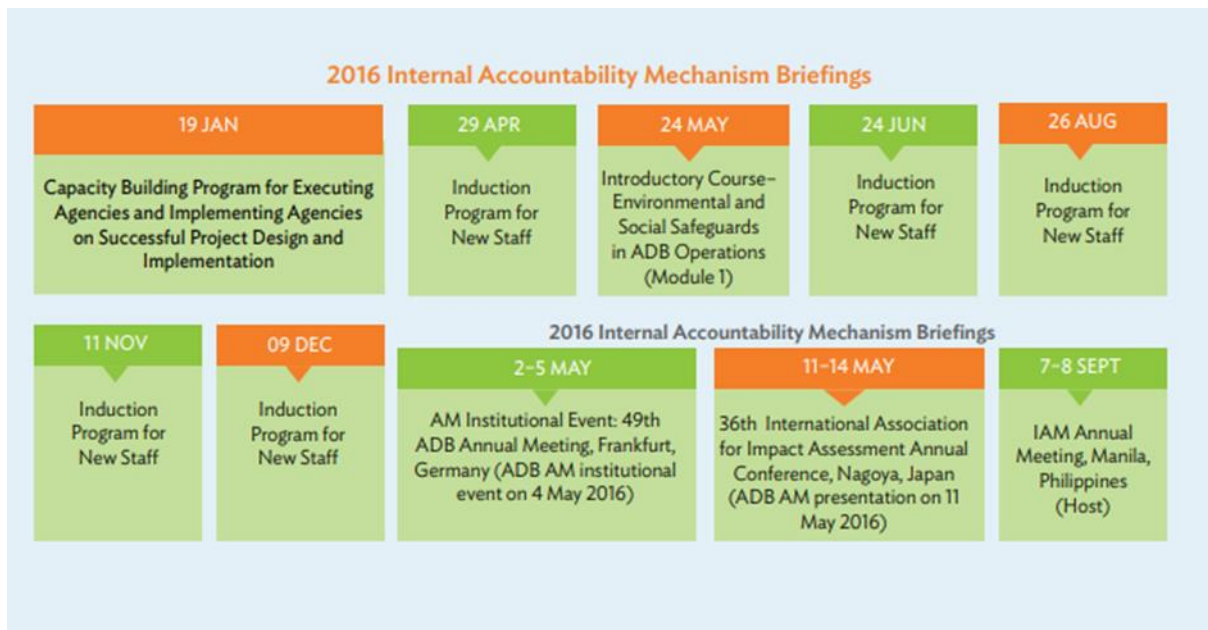 2016 Internal Accountability Mechanism Briefings
19 JAN
Capacity Building Program for Executing
Agencies and Implementing Agencies
on Successful Project Design and
Implementation
29 APR
Induction
Program for
New Staff
24 MAY
Introductory Course–
Environmental and
Social Safeguards
in ADB Operations
(Module 1)
24 JUN
Induction
Program for
New Staff
26 AUG
Induction
Program for
New Staff
11 NOV
Induction
Program for
New Staff
09 DEC
Induction
Program for
New Staff
2016 Internal Accountability Mechanism Briefings
2–5 MAY
AM Institutional Event: 49th
ADB Annual Meeting, Frankfurt,
Germany (ADB AM institutional
event on 4 May 2016)
11–14 MAY
36th International Association
for Impact Assessment Annual
Conference, Nagoya, Japan
(ADB AM presentation on 11
May 2016)
7–8 SEPT
IAM Annual
Meeting, Manila,
Philippines
(Host)